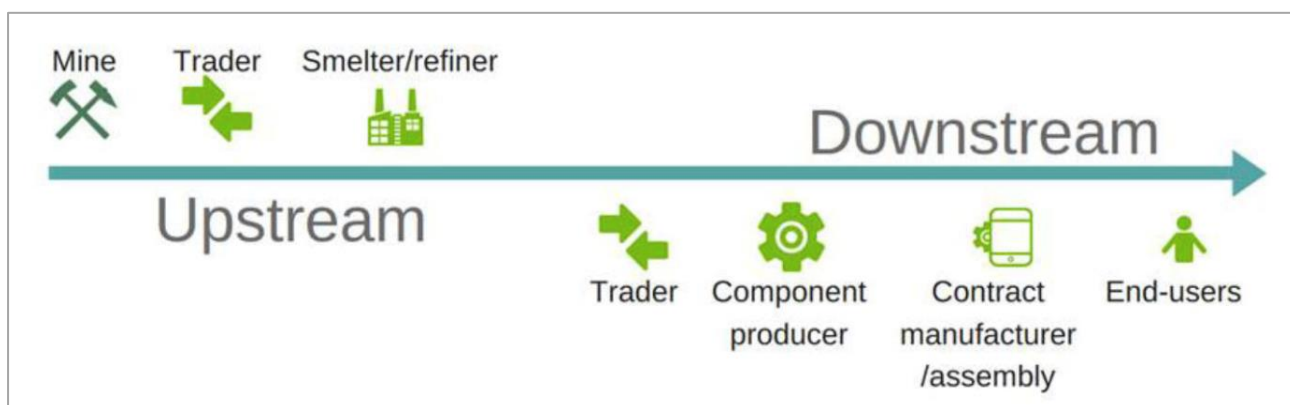 Mine
Trader
Smelter/refiner
Downstream
Upstream
Trader
Component
producer
Contract
manufacturer
/assembly
End-users